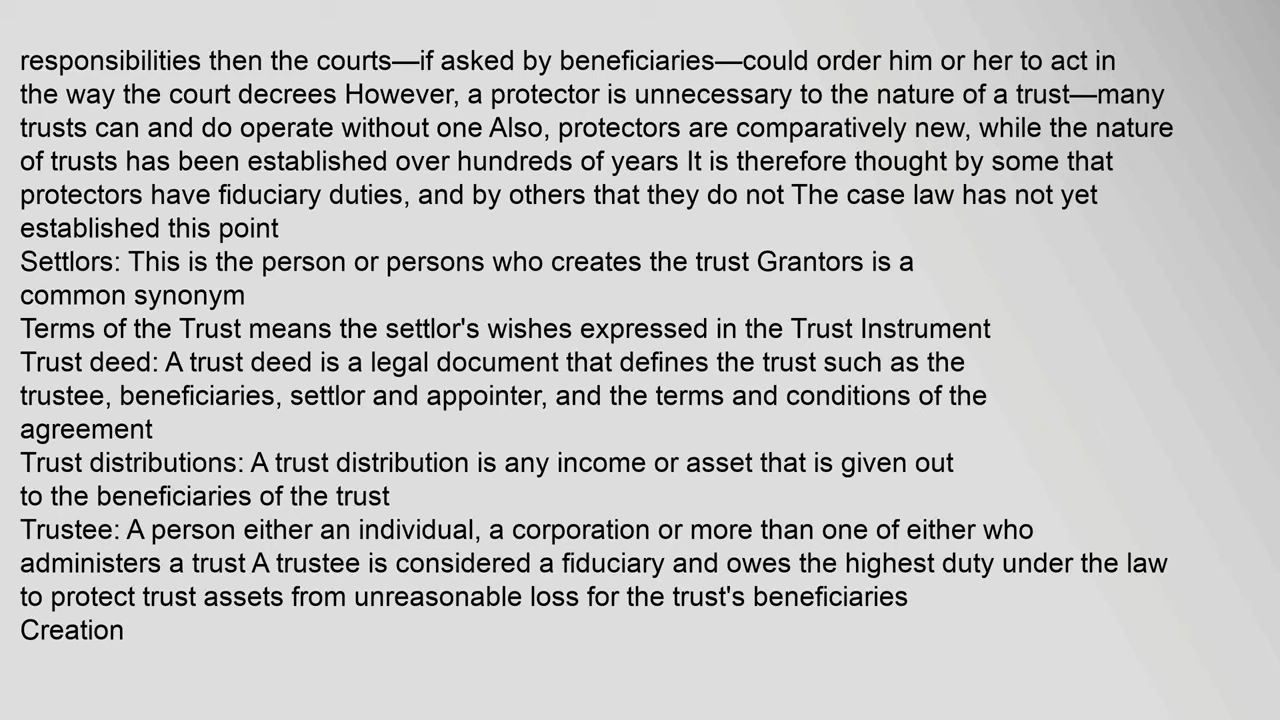 responsibilities then the courts—if asked by beneficiaries—could order him or her to act in
the way the court decrees However, a protector is unnecessary to the nature of a trust—many
trusts can and do operate without one Also, protectors are comparatively new, while the nature
of trusts has been established over hundreds of years It is therefore thought by some that
protectors have fiduciary duties, and by others that they do not The case law has not yet
established this point
Settlors: This is the person or persons who creates the trust Grantors is a
common synonym
Terms of the Trust means the settlor's wishes expressed in the Trust Instrument
Trust deed: A trust deed is a legal document that defines the trust such as the
trustee, beneficiaries, settlor and appointer, and the terms and conditions of the
agreement
Trust distributions: A trust distribution is any income or asset that is given out
to the beneficiaries of the trust
Trustee: A person either an individual, a corporation or more than one of either who
administers a trust A trustee is considered a fiduciary and owes the highest duty under the law
to protect trust assets from unreasonable loss for the trust's beneficiaries
Creation